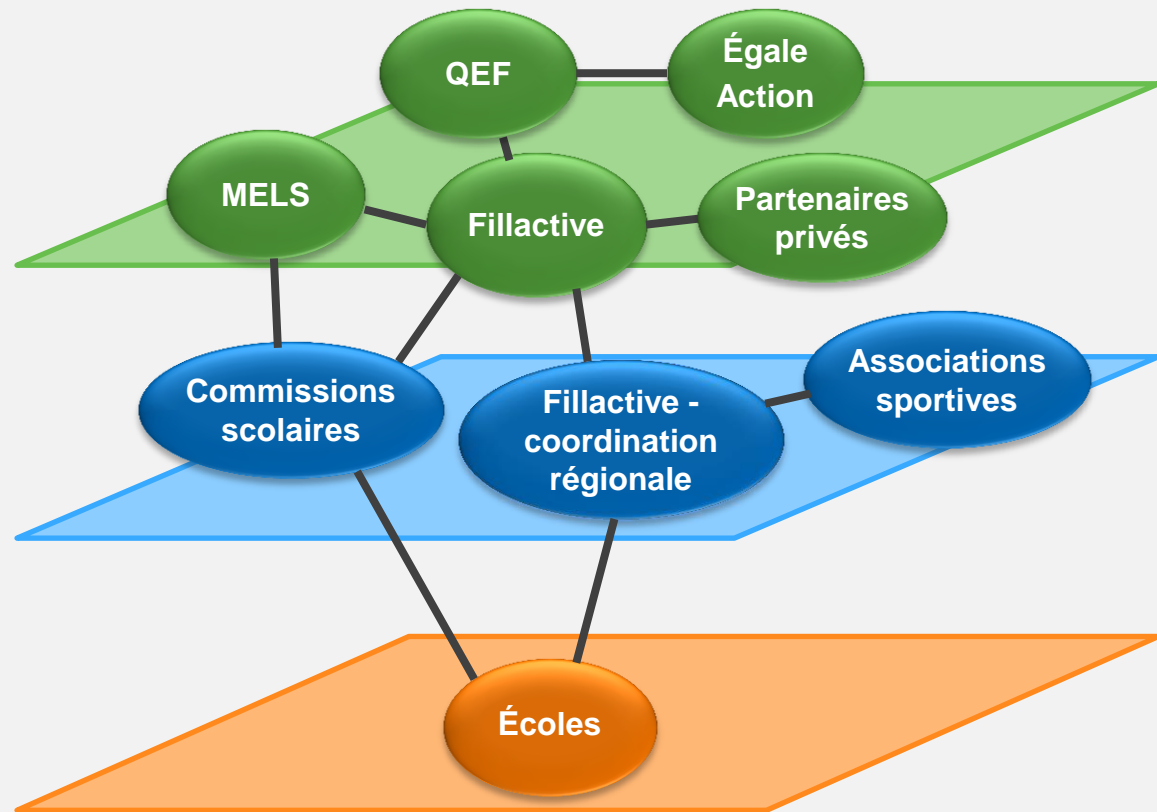 QEF
Égale
Action
MELS
Fillactive
Partenaires
privés
Commissions
scolaires
Fillactive -
coordination
régionale
Associations
sportives
Écoles